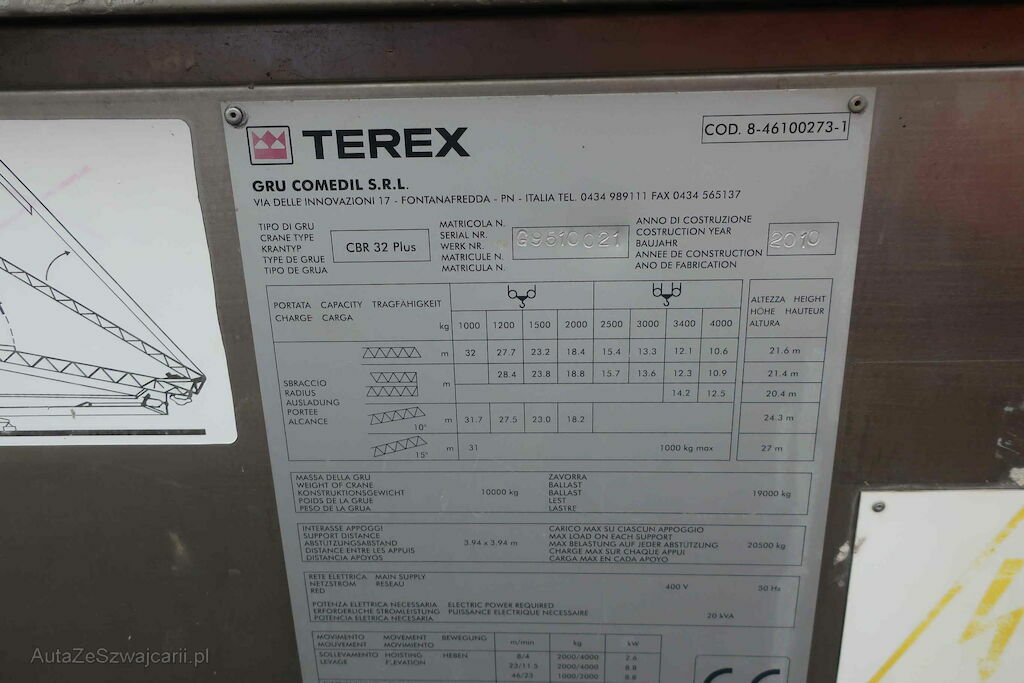 TEREX
COD. 8-46100273-1
GRU COMEDIL S.R.L.
VIA DELLE INNOVAZIONI 17 - FONTANAFREDDA - PN - ITALIA TEL. 0434 989111 FAX 0434 565137
TIPO DI GRU
CRANE TYPE
KRANTYP
TYPE DE GRUE
TIPO DE GRUA
CBR 32 Plus
MATRICOLA N.
SERIAL NR.
WERK NR.
MATRICULE N.
MATRICULA N.
G9510021
ANNO DI COSTRUZIONE
COSTRUCTION YEAR
BAUJAHR
ANNEE DE CONSTRUCTION
ANO DE FABRICATION
2010
PORTATA CAPACITY TRAGFÄHIGKEIT
CHARGE CARGA
kg 1000 1200 1500 2000 2500 3000 3400 4000
ALTEZZA HEIGHT
HÖHE HAUTEUR
ALTURA
SBRACCIO
RADIUS
AUSLADUNG
PORTEE
ALCANCE
m 32 27.7 23.2 18.4 15.4 13.3 12.1 10.6 21.6 m
m 28.4 23.8 18.8 15.7 13.6 12.3 10.9 21.4 m
14.2 12.5 20.4 m
10° m 31.7 27.5 23.0 18.2 24.3 m
15° m 31 1000 kg max 27 m
MASSA DELLA GRU
WEIGHT OF CRANE
KONSTRUKTIONSGEWICHT
POIDS DE LA GRUE
PESO DE LA GRUA
10000 kg
ZAVORRA
BALLAST
BALLAST
LEST
LASTRE
19000 kg
INTERASSE APPOGGI
SUPPORT DISTANCE
ABSTÜTZUNGSABSTAND
DISTANCE ENTRE LES APPUIS
DISTANCIA APOYOS
3.94 x 3.94 m
CARICO MAX SU CIASCUN APPOGGIO
MAX LOAD ON EACH SUPPORT
MAX BELASTUNG AUF JEDER ABSTÜTZUNG
CHARGE MAX SUR CHAQUE APPUI
CARGA MAX EN CADA APOYO
20500 kg
RETE ELETTRICA MAIN SUPPLY
NETZSTROM RESEAU
RED
400 V 50 Hz
POTENZA ELETTRICA NECESSARIA ELECTRIC POWER REQUIRED
ERFORDERLICHE STROMLEISTUNG PUISSANCE ELECTRIQUE NECESSAIRE
POTENCIA ELETRICA NECESARIA
20 kVA
MOVIMENTO MOVEMENT BEWEGUNG
MOUVEMENT MOVIMIENTO
m/min kg kW
SOLLEVAMENTO HOISTING HEBEN
LEVAGE ELEVATION
8/4 2000/4000 2.6
23/11.5 2000/4000 8.8
46/23 1000/2000 8.8
CE
AutaZeSzwajcarii.pl